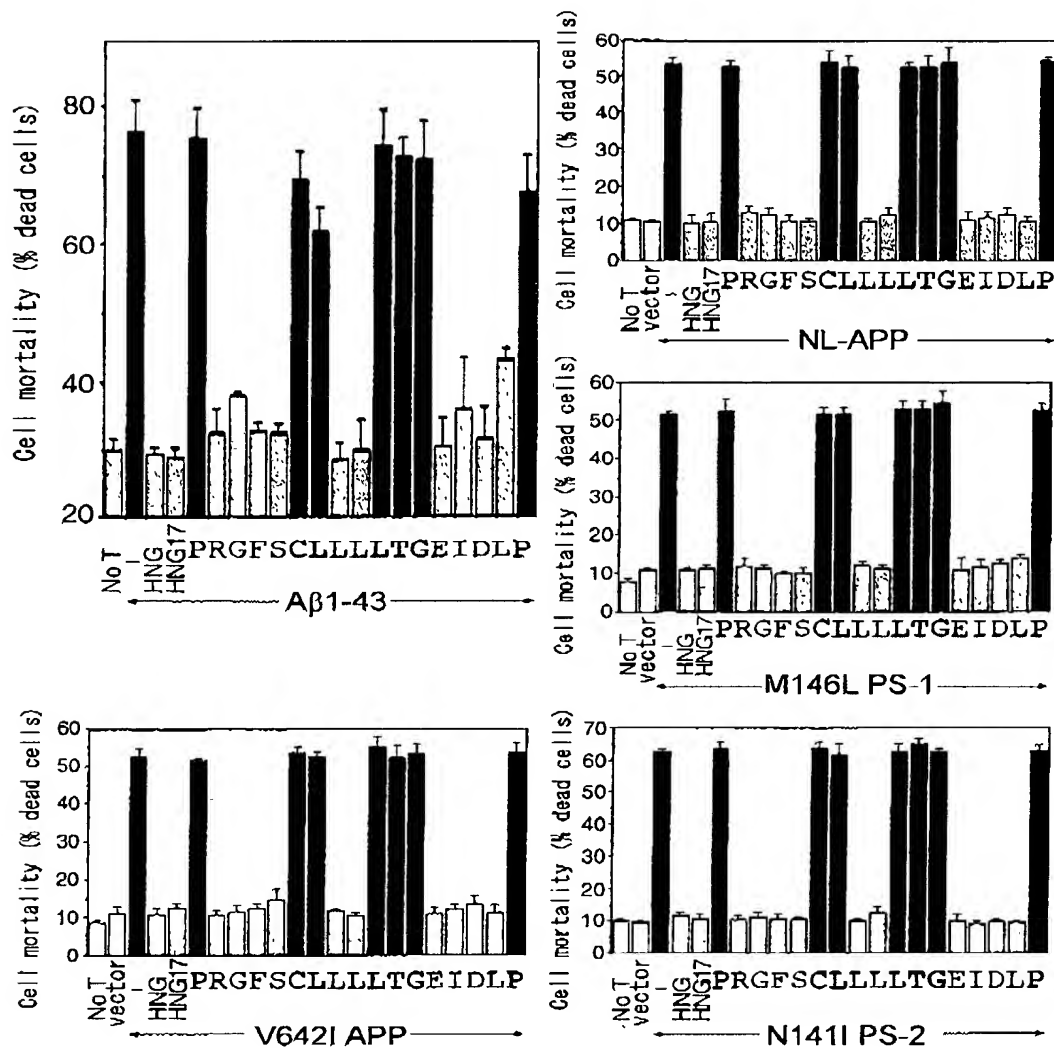 Cell mortality (% dead cells)
80
60
40
20
No T
–
HNG
HNG17
PRGFSCLLLLTGEIDLP
Aβ1-43
Cell mortality (% dead cells)
60
50
40
30
20
10
0
No T
vector
~
HNG
HNG17
PRGFSCLLLLTGEIDLP
NL-APP
Cell mortality (% dead cells)
60
50
40
30
20
10
0
No T
vector
–
HNG
HNG17
PRGFSCLLLLTGEIDLP
M146L PS-1
Cell mortality (% dead cells)
60
50
40
30
20
10
0
No T
vector
–
HNG
HNG17
PRGFSCLLLLTGEIDLP
V642I APP
Cell mortality (% dead cells)
70
60
50
40
30
20
10
0
No T
vector
–
HNG
HNG17
PRGFSCLLLLTGEIDLP
N141I PS-2